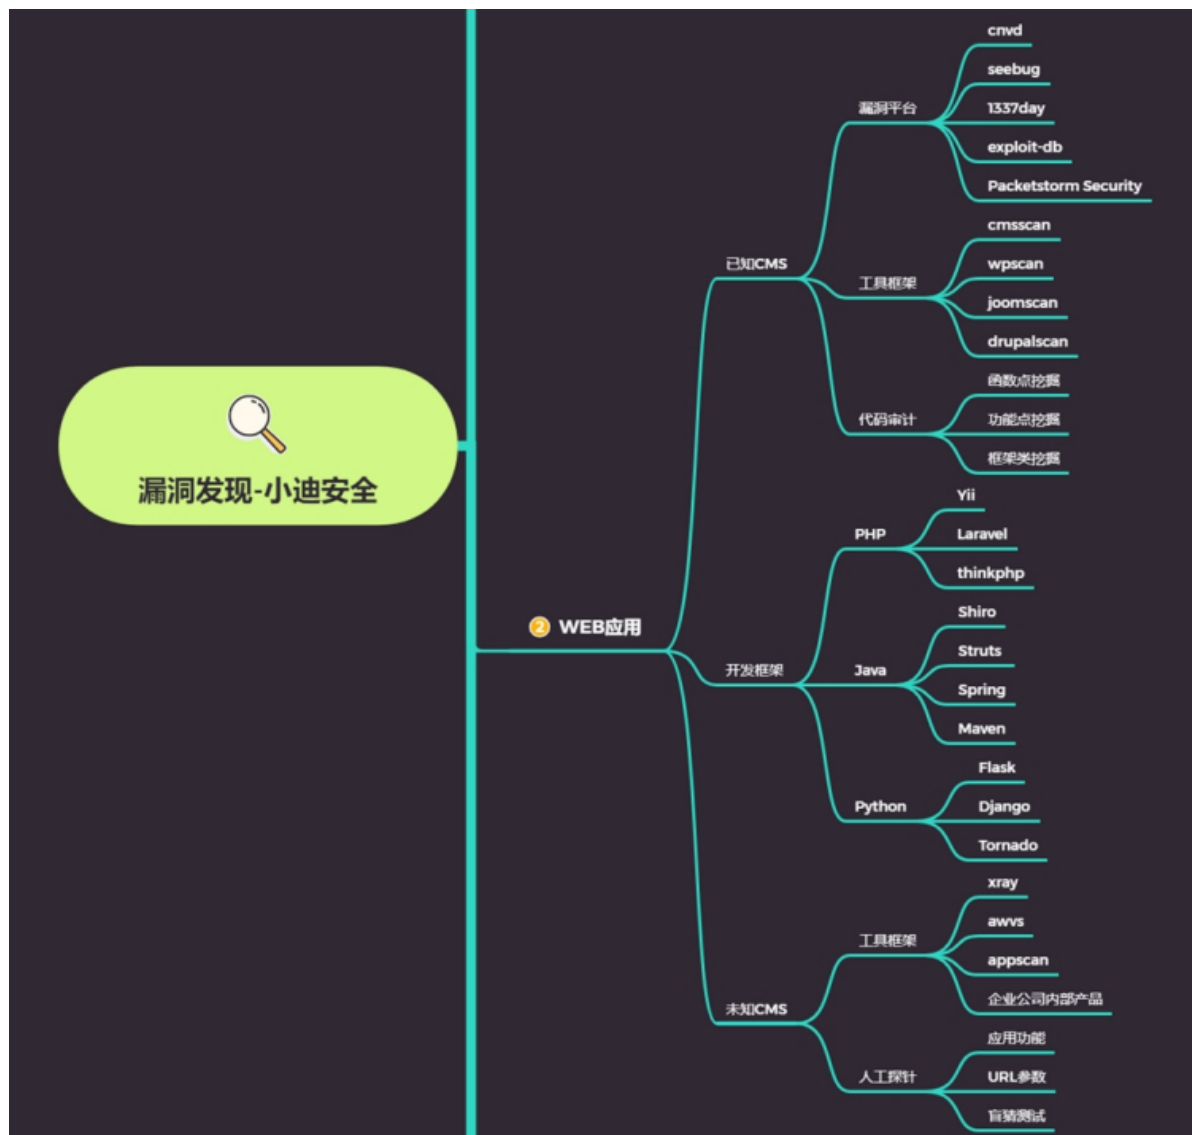 漏洞发现-小迪安全
2 WEB应用
已知CMS
漏洞平台
cnvd
seebug
1337day
exploit-db
Packetstorm Security
工具框架
cmsscan
wpscan
joomscan
drupalscan
代码审计
函数点挖掘
功能点挖掘
框架类挖掘
开发框架
PHP
Yii
Laravel
thinkphp
Java
Shiro
Struts
Spring
Maven
Python
Flask
Django
Tornado
未知CMS
工具框架
xray
awvs
appscan
企业公司内部产品
人工探针
应用功能
URL参数
盲猜测试